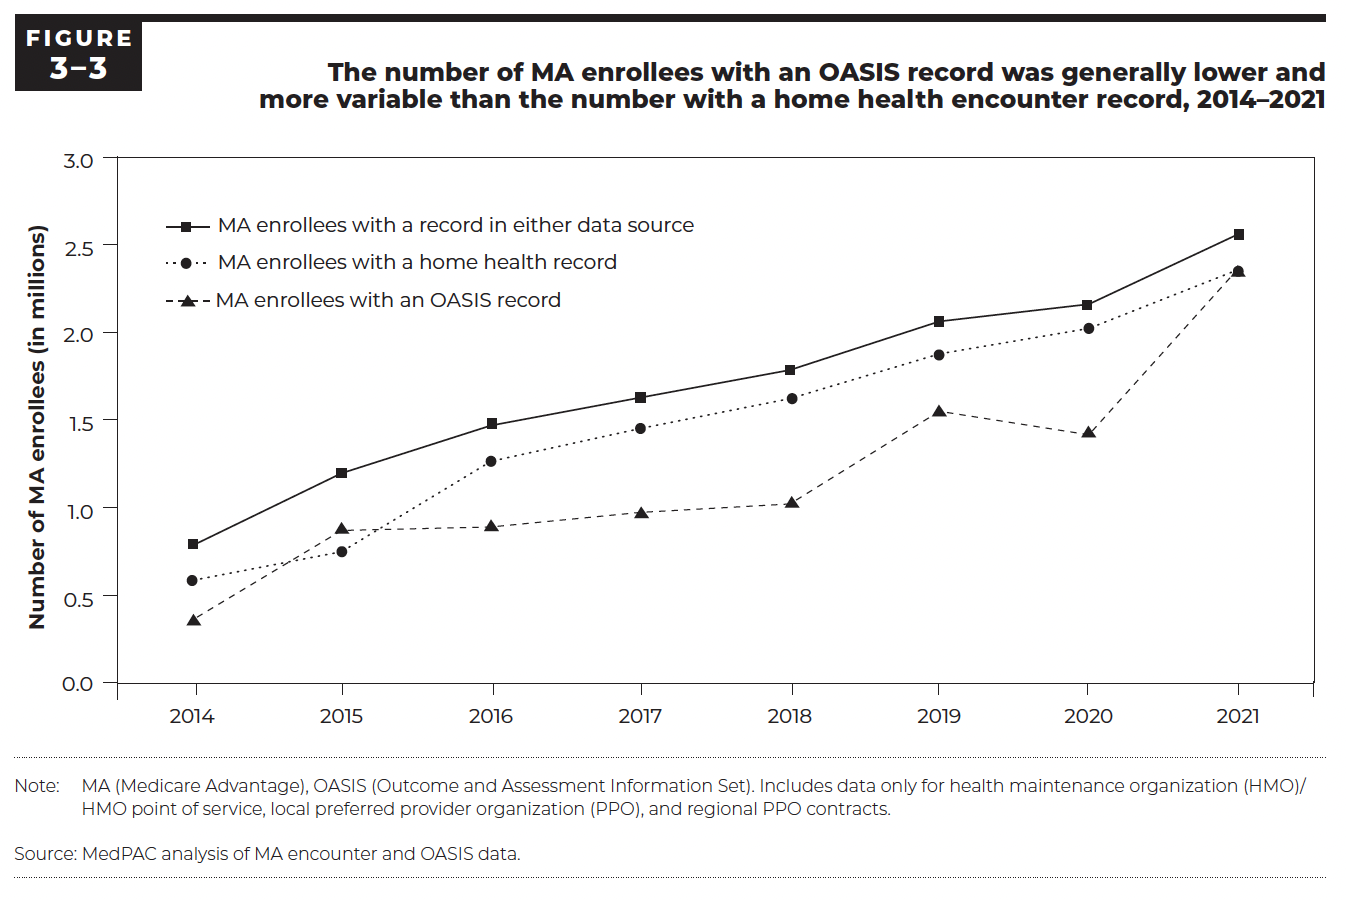 FIGURE
3–3
The number of MA enrollees with an OASIS record was generally lower and
more variable than the number with a home health encounter record, 2014–2021
Number of MA enrollees (in millions)
3.0
2.5
2.0
1.5
1.0
0.5
0.0
MA enrollees with a record in either data source
MA enrollees with a home health record
MA enrollees with an OASIS record
2014 2015 2016 2017 2018 2019 2020 2021
Note: MA (Medicare Advantage), OASIS (Outcome and Assessment Information Set). Includes data only for health maintenance organization (HMO)/
HMO point of service, local preferred provider organization (PPO), and regional PPO contracts.
Source: MedPAC analysis of MA encounter and OASIS data.